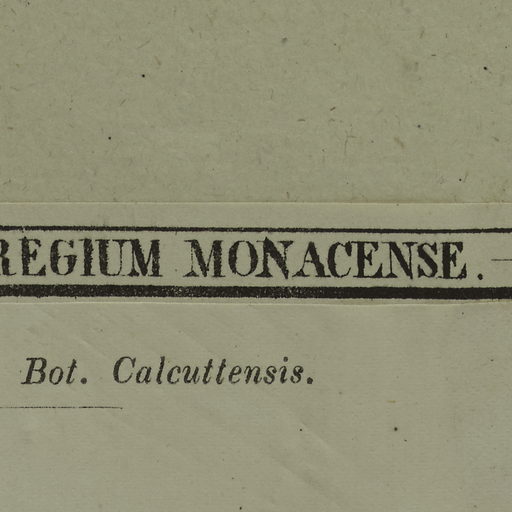 REGIUM MONACENSE. —
Bot. Calcuttensis.